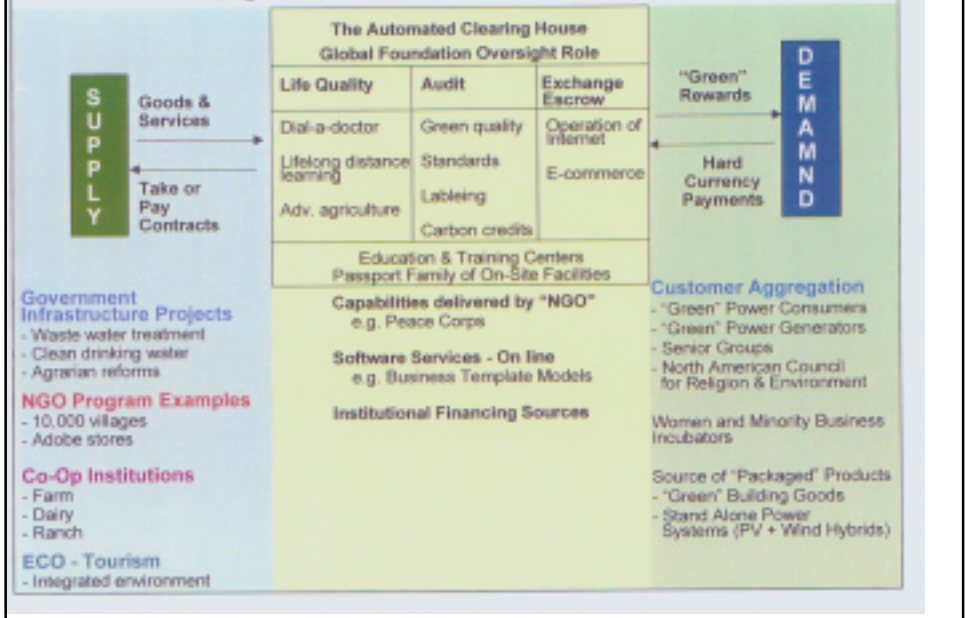 The Automated Clearing House
Global Foundation Oversight Role
SUPPLY
Goods &
Services
Take or
Pay
Contracts
Life Quality
Dial-a-doctor
Lifelong distance
learning
Adv. agriculture
Audit
Green quality
Standards
Lableing
Carbon credits
Exchange
Escrow
Operation of
Internet
E-commerce
"Green"
Rewards
Hard
Currency
Payments
DEMAMND
Education & Training Centers
Passport Family of On-Site Facilities
Government
Infrastructure Projects
- Waste water treatment
- Clean drinking water
- Agrarian reforms
NGO Program Examples
- 10,000 villages
- Adobe stores
Co-Op Institutions
- Farm
- Dairy
- Ranch
ECO - Tourism
- Integrated environment
Capabilities delivered by "NGO"
e.g. Peace Corps
Software Services - On line
e.g. Business Template Models
Institutional Financing Sources
Customer Aggregation
- "Green" Power Consumers
- "Green" Power Generators
- Senior Groups
- North American Council
for Religion & Environment
Women and Minority Business
Incubators
Source of "Packaged" Products
- "Green" Building Goods
- Stand Alone Power
Systems (PV + Wind Hybrids)